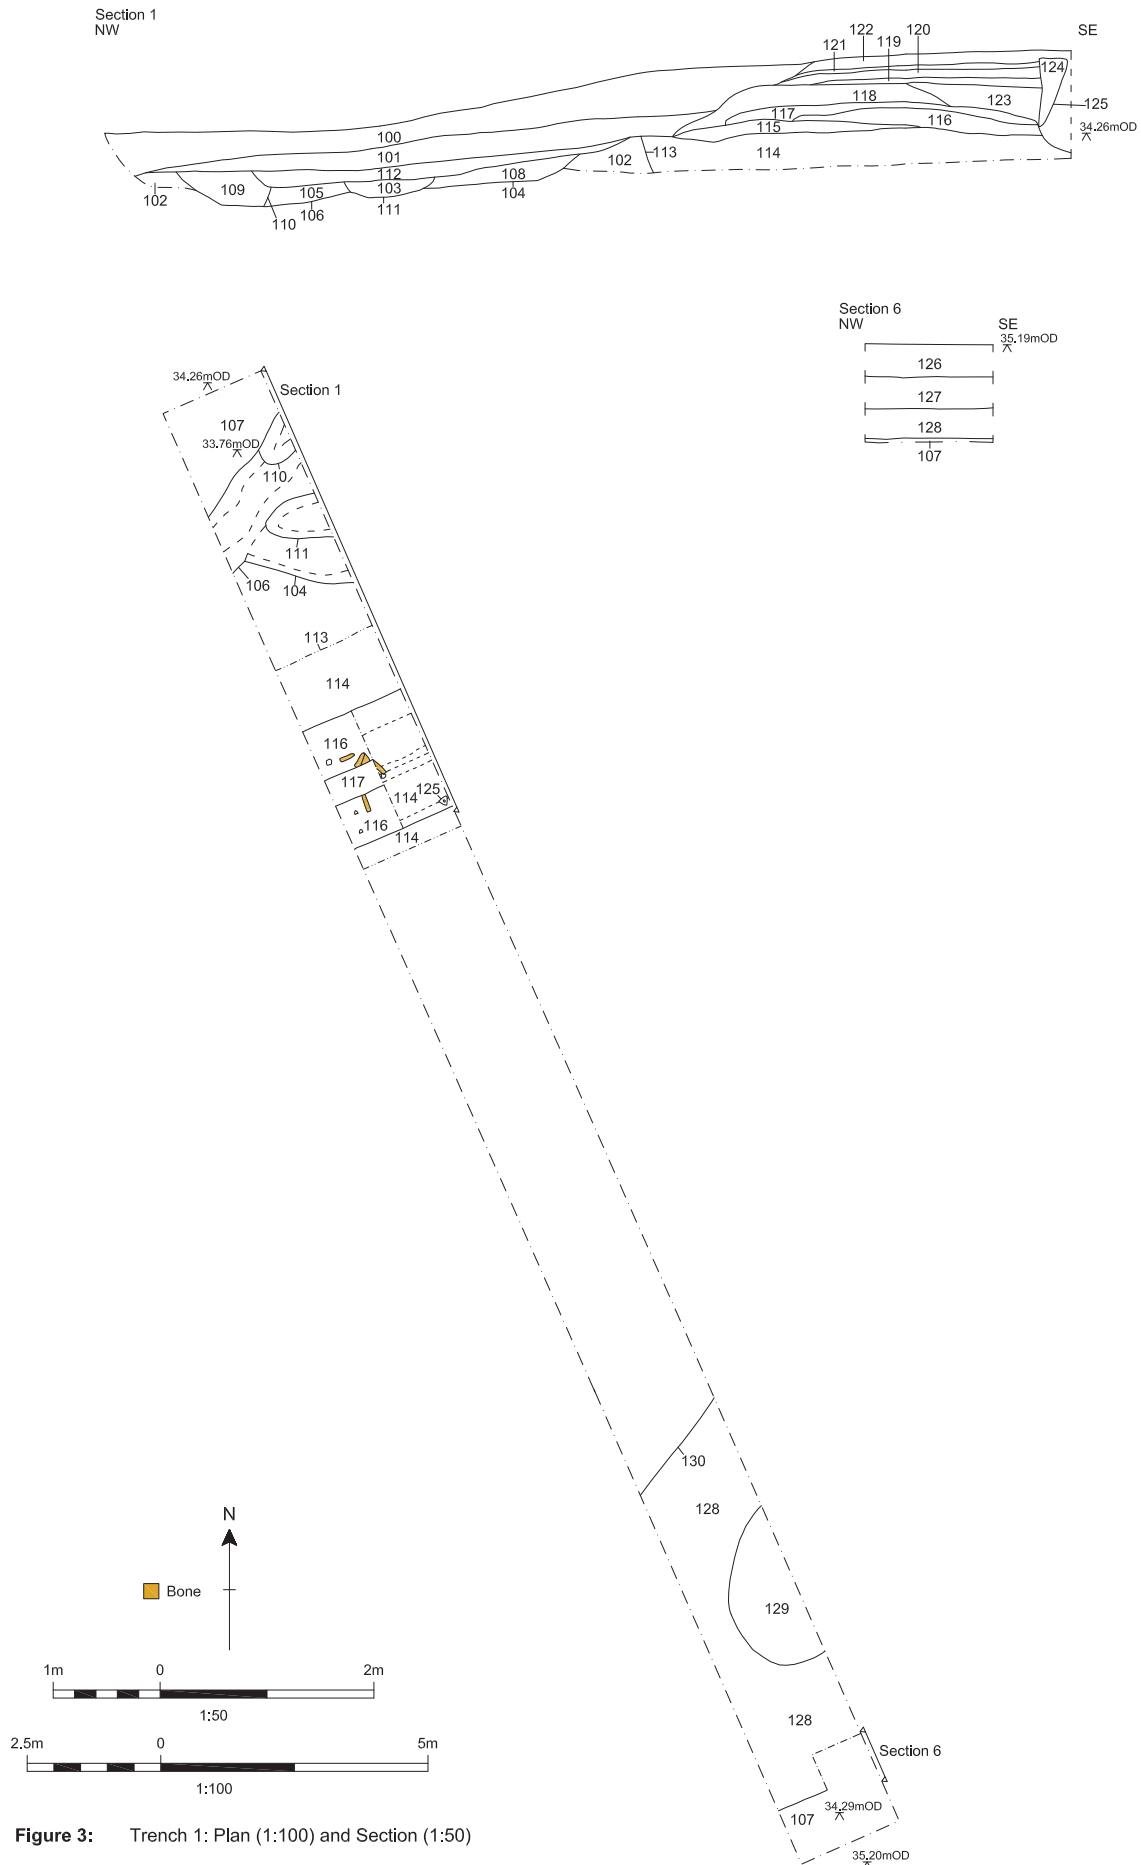 Section 1
NW
SE
122 120
121 119
124
118 123
125
117 116
34.26mOD
100
115
101
102 113 114
112 108
109 105 103 104
102
110 106 111
Section 6
NW SE
35.19mOD
126
127
128
107
34.26mOD
Section 1
107
33.76mOD
110
111
106 104
113
114
116
117
114 125
116
114
130
128
129
128
Section 6
107 34.29mOD
35.20mOD
N
Bone
1m 0 2m
1:50
2.5m 0 5m
1:100
Figure 3: Trench 1: Plan (1:100) and Section (1:50)